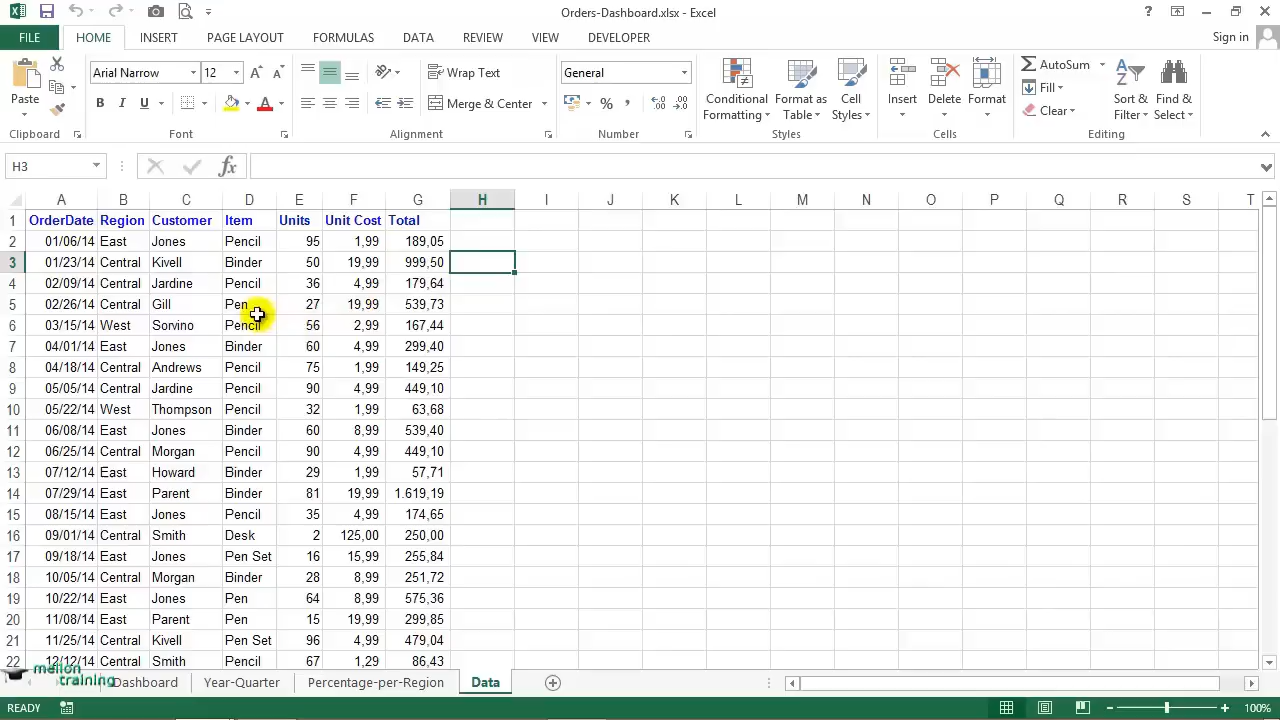 Orders-Dashboard.xlsx - Excel
FILE HOME INSERT PAGE LAYOUT FORMULAS DATA REVIEW VIEW DEVELOPER Sign in
Arial Narrow 12 Wrap Text General AutoSum
Paste Merge & Center Conditional Formatting Format as Table Cell Styles Insert Delete Format Fill Clear Sort & Filter Find & Select
Clipboard Font Alignment Number Styles Cells Editing
H3 fx
A B C D E F G H I J K L M N O P Q R S T
1 OrderDate Region Customer Item Units Unit Cost Total
2 01/06/14 East Jones Pencil 95 1,99 189,05
3 01/23/14 Central Kivell Binder 50 19,99 999,50
4 02/09/14 Central Jardine Pencil 36 4,99 179,64
5 02/26/14 Central Gill Pen 27 19,99 539,73
6 03/15/14 West Sorvino Pencil 56 2,99 167,44
7 04/01/14 East Jones Binder 60 4,99 299,40
8 04/18/14 Central Andrews Pencil 75 1,99 149,25
9 05/05/14 Central Jardine Pencil 90 4,99 449,10
10 05/22/14 West Thompson Pencil 32 1,99 63,68
11 06/08/14 East Jones Binder 60 8,99 539,40
12 06/25/14 Central Morgan Pencil 90 4,99 449,10
13 07/12/14 East Howard Binder 29 1,99 57,71
14 07/29/14 East Parent Binder 81 19,99 1.619,19
15 08/15/14 East Jones Pencil 35 4,99 174,65
16 09/01/14 Central Smith Desk 2 125,00 250,00
17 09/18/14 East Jones Pen Set 16 15,99 255,84
18 10/05/14 Central Morgan Binder 28 8,99 251,72
19 10/22/14 East Jones Pen 64 8,99 575,36
20 11/08/14 East Parent Pen 15 19,99 299,85
21 11/25/14 Central Kivell Pen Set 96 4,99 479,04
22 12/12/14 Central Smith Pencil 67 1,29 86,43
mellon
training
Dashboard Year-Quarter Percentage-per-Region Data
READY 100%